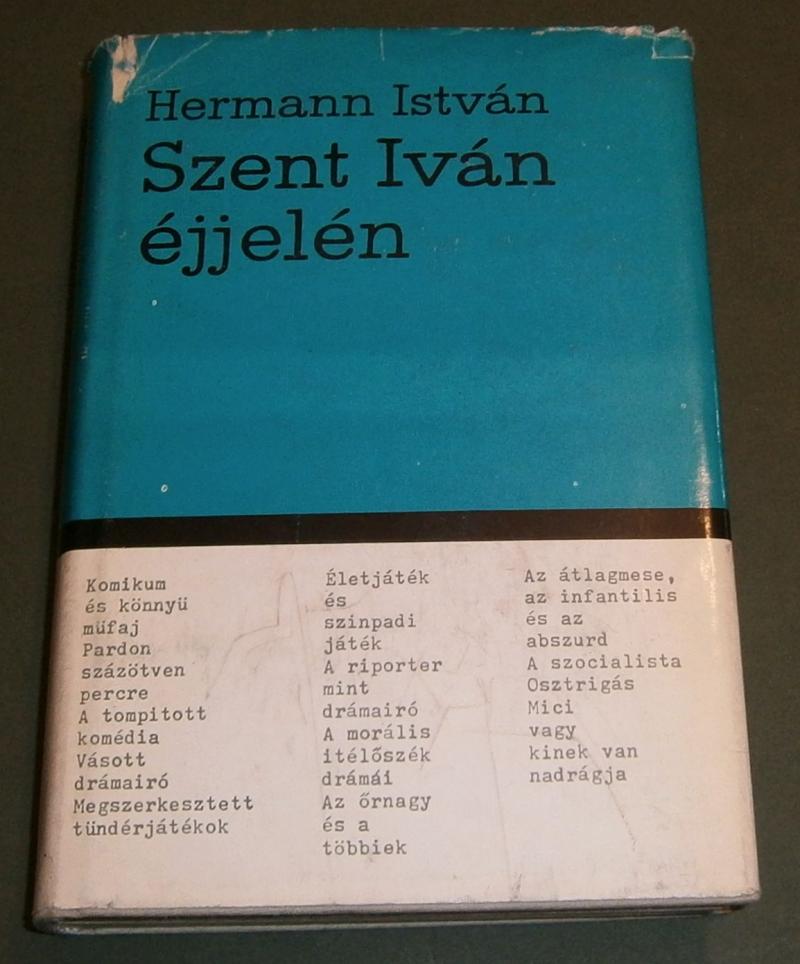 Hermann István
Szent Iván
éjjelén
Komikum
és könnyü
müfaj
Pardon
százötven
percre
A tompitott
komédia
Vásott
drámairó
Megszerkesztett
tündérjátékok
Életjáték
és
szinpadi
játék
A riporter
mint
drámairó
A morális
itélőszék
drámái
Az őrnagy
és a
többiek
Az átlagmese,
az infantilis
és az
abszurd
A szocialista
Osztrigás
Mici
vagy
kinek van
nadrágja